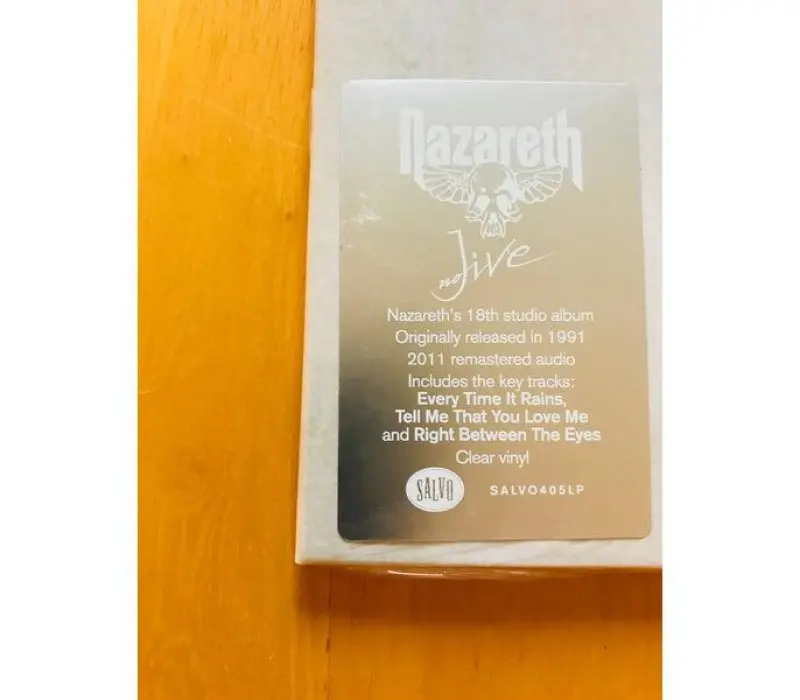 Nazareth
no Jive
Nazareth's 18th studio album
Originally released in 1991
2011 remastered audio
Includes the key tracks:
Every Time It Rains,
Tell Me That You Love Me
and Right Between The Eyes
Clear vinyl
SALVO SALVO405LP